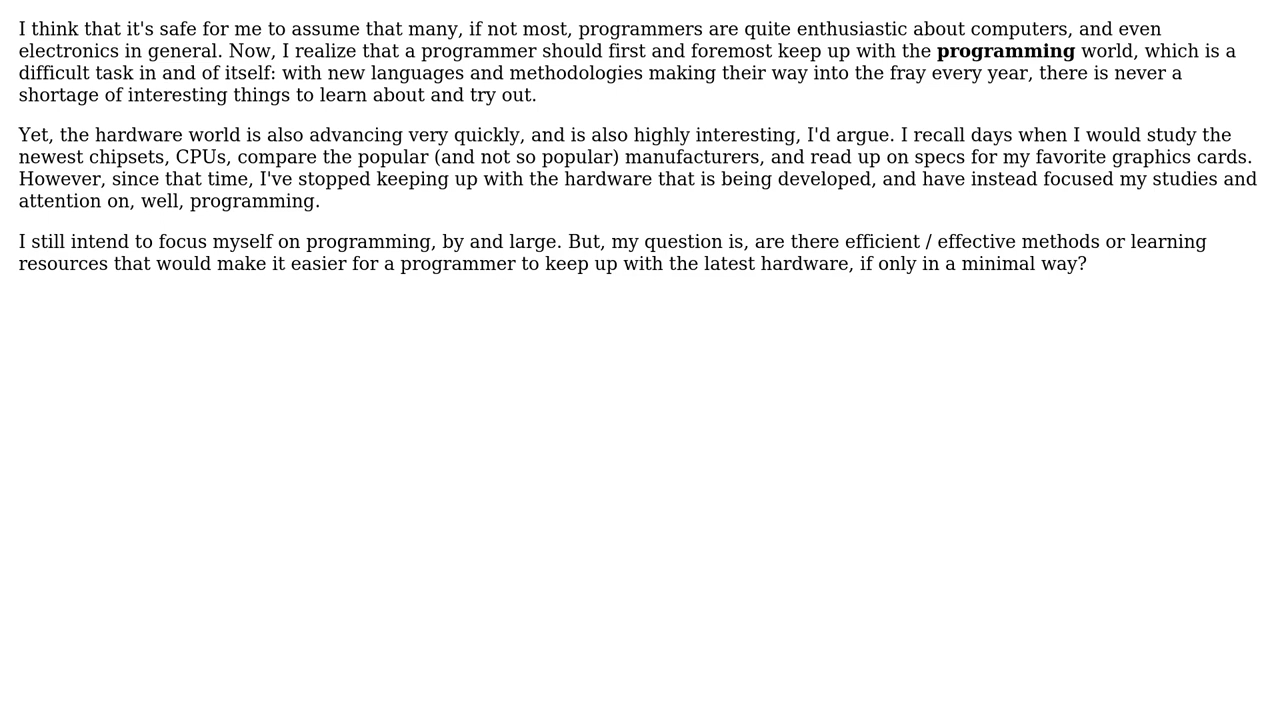 I think that it's safe for me to assume that many, if not most, programmers are quite enthusiastic about computers, and even
electronics in general. Now, I realize that a programmer should first and foremost keep up with the programming world, which is a
difficult task in and of itself: with new languages and methodologies making their way into the fray every year, there is never a
shortage of interesting things to learn about and try out.
Yet, the hardware world is also advancing very quickly, and is also highly interesting, I'd argue. I recall days when I would study the
newest chipsets, CPUs, compare the popular (and not so popular) manufacturers, and read up on specs for my favorite graphics cards.
However, since that time, I've stopped keeping up with the hardware that is being developed, and have instead focused my studies and
attention on, well, programming.
I still intend to focus myself on programming, by and large. But, my question is, are there efficient / effective methods or learning
resources that would make it easier for a programmer to keep up with the latest hardware, if only in a minimal way?